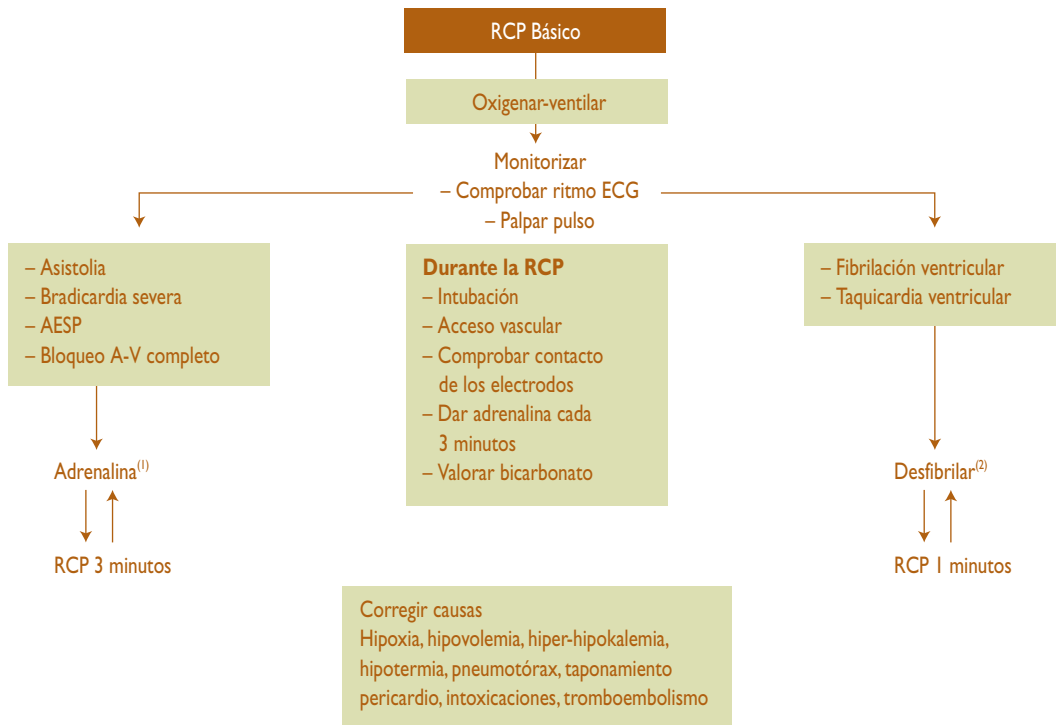 RCP Básico
Oxigenar-ventilar
Monitorizar
– Comprobar ritmo ECG
– Palpar pulso
– Asistolia
– Bradicardia severa
– AESP
– Bloqueo A-V completo
Adrenalina(1)
RCP 3 minutos
Durante la RCP
– Intubación
– Acceso vascular
– Comprobar contacto
de los electrodos
– Dar adrenalina cada
3 minutos
– Valorar bicarbonato
– Fibrilación ventricular
– Taquicardia ventricular
Desfibrilar(2)
RCP 1 minutos
Corregir causas
Hipoxia, hipovolemia, hiper-hipokalemia,
hipotermia, pneumotórax, taponamiento
pericardio, intoxicaciones, tromboembolismo